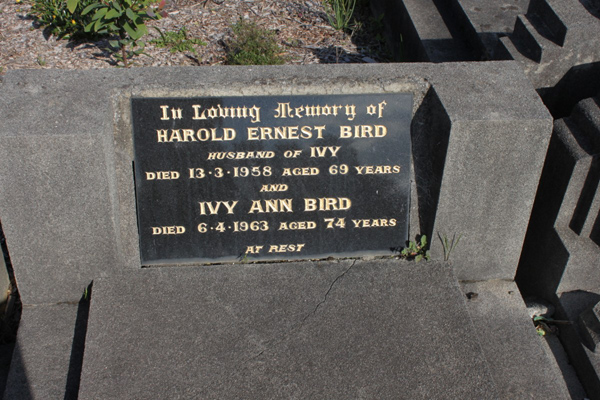 In Loving Memory of
HAROLD ERNEST BIRD
HUSBAND OF IVY
DIED 13·3·1958 AGED 69 YEARS
AND
IVY ANN BIRD
DIED 6·4·1963 AGED 74 YEARS
AT REST